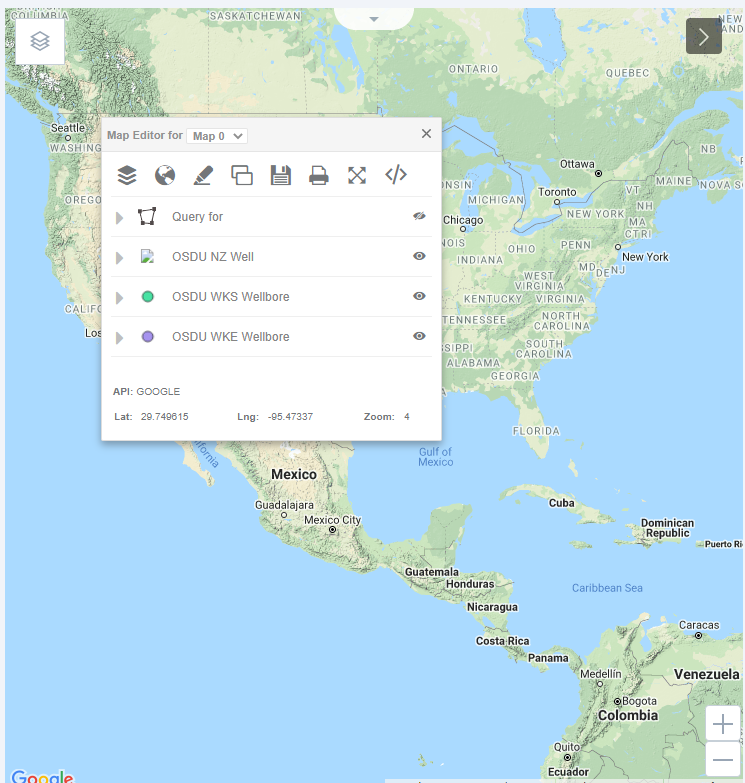 SASKATCHEWAN
ONTARIO
QUEBEC
Seattle
WASHING
Map Editor for Map 0
Ottawa
NB
MAINE
NOVA S
OREGO
NSIN
MICHIGAN
Toronto
VT
NH
NEW YORK
MA
CT RI
Query for
Chicago
NOIS
OHIO
PENN
INDIANA
New York
MD
DE
NJ
OSDU NZ Well
WEST
VIRGINIA
KENTUCKY
VIRGINIA
OSDU WKS Wellbore
CALIFO
TENNESSEE
NORTH
CAROLINA
Los
OSDU WKE Wellbore
SSIPPI
SOUTH
CAROLINA
ALABAMA
GEORGIA
API: GOOGLE
Lat: 29.749615 Lng: -95.47337 Zoom: 4
FLORIDA
California
Gulf of
Mexico
Mexico
Guadalajara
Mexico City
Cuba
Dominican
Republic
Puerto Ri
Guatemala
Honduras
Caribbean Sea
Nicaragua
Costa Rica
Caracas
Panama
Medellín
Venezuela
Bogota
Colombia
Quito
Ecuador
Google